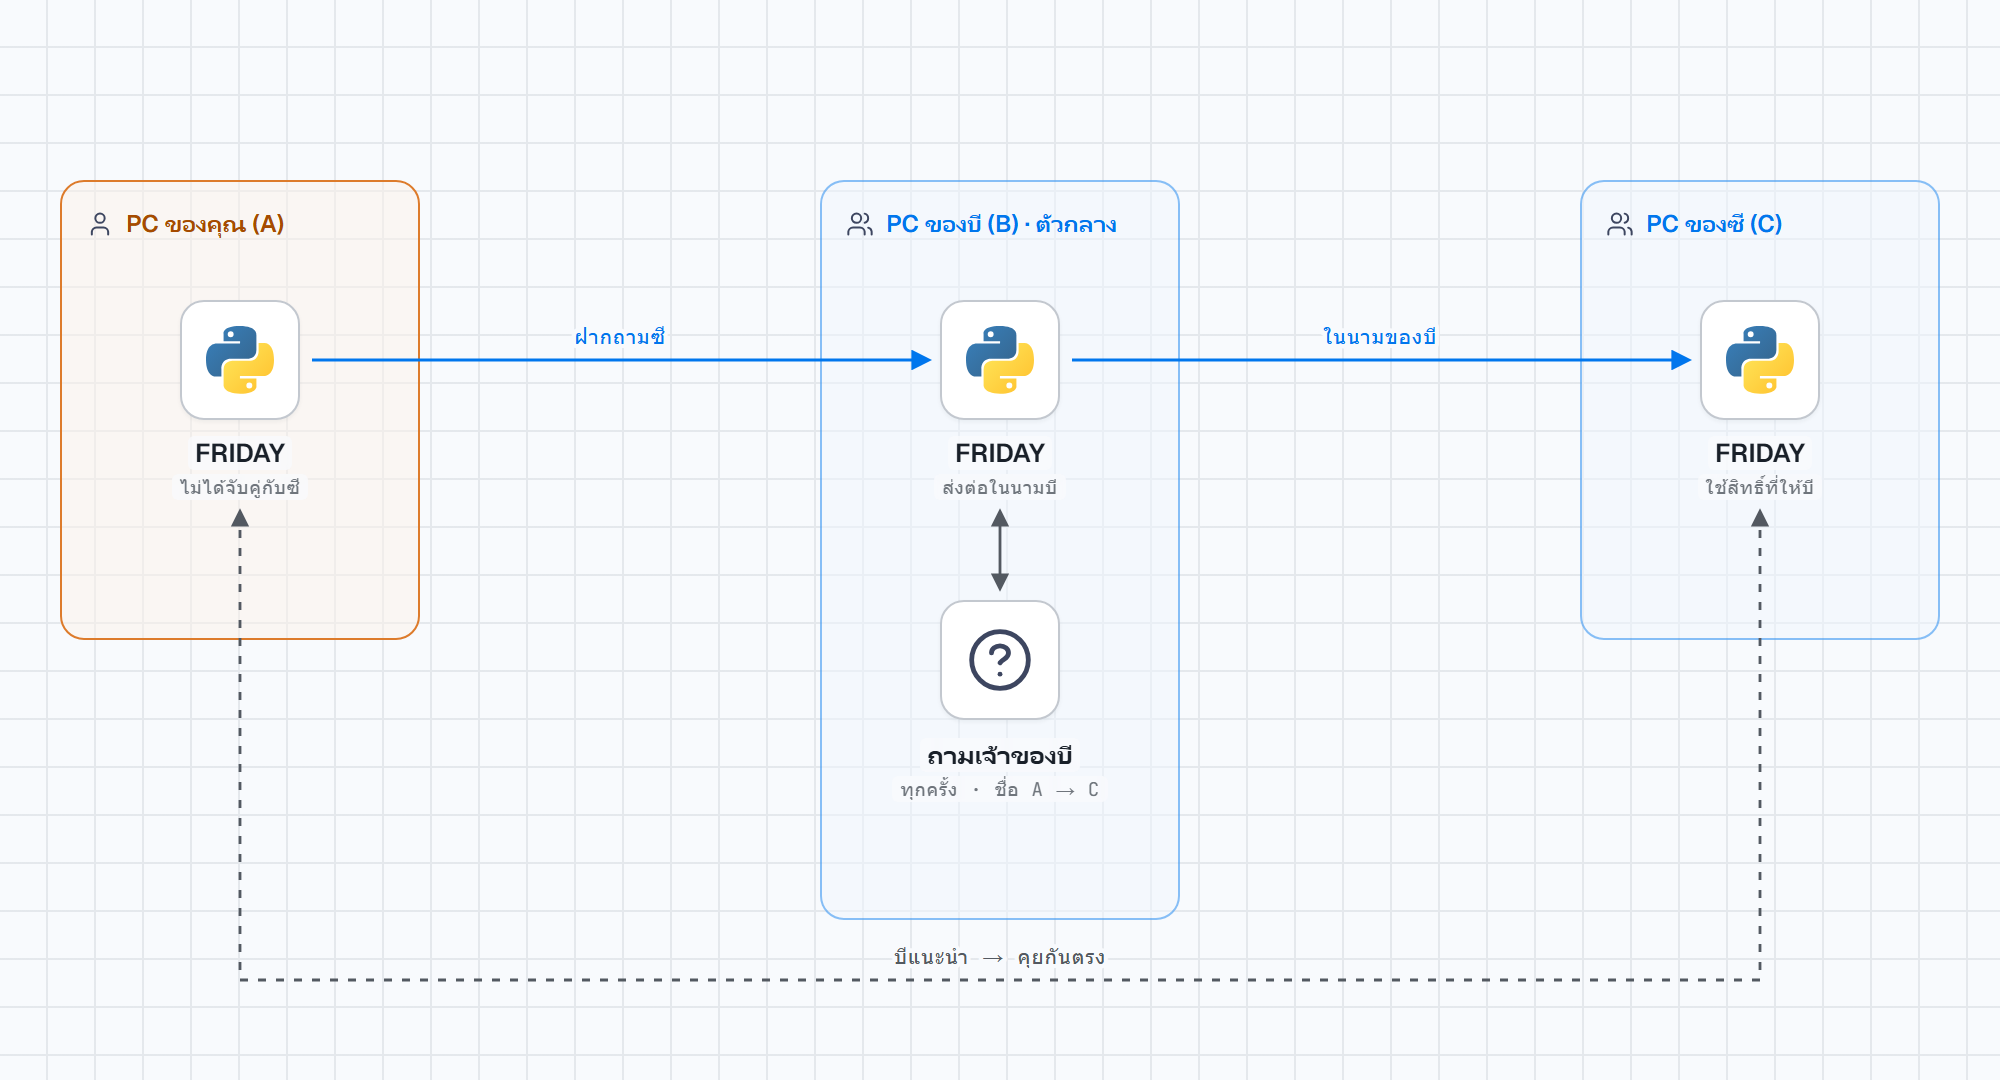 PC ของคุณ (A)
PC ของบี (B) · ตัวกลาง
PC ของซี (C)
ฝากถามซี
ในนามของบี
FRIDAY
ไม่ได้จับคู่กับซี
FRIDAY
ส่งต่อในนามบี
FRIDAY
ใช้สิทธิ์ที่ให้บี
ถามเจ้าของบี
ทุกครั้ง · ชื่อ A → C
บีแนะนำ → คุยกันตรง